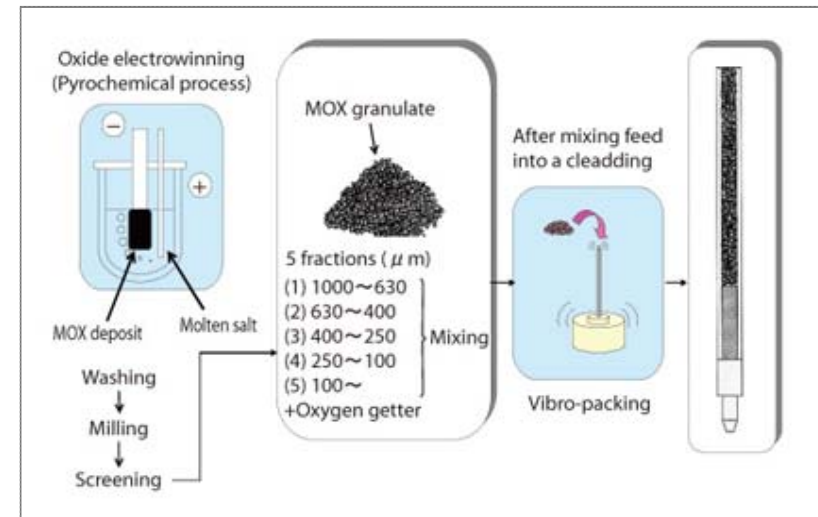 Oxide electrowinning
(Pyrochemical process)
−
+
MOX deposit
Molten salt
Washing
Milling
Screening
MOX granulate
5 fractions ( μ m)
(1) 1000~630
(2) 630~400
(3) 400~250
(4) 250~100
(5) 100~
Mixing
+Oxygen getter
After mixing feed
into a cleadding
Vibro-packing